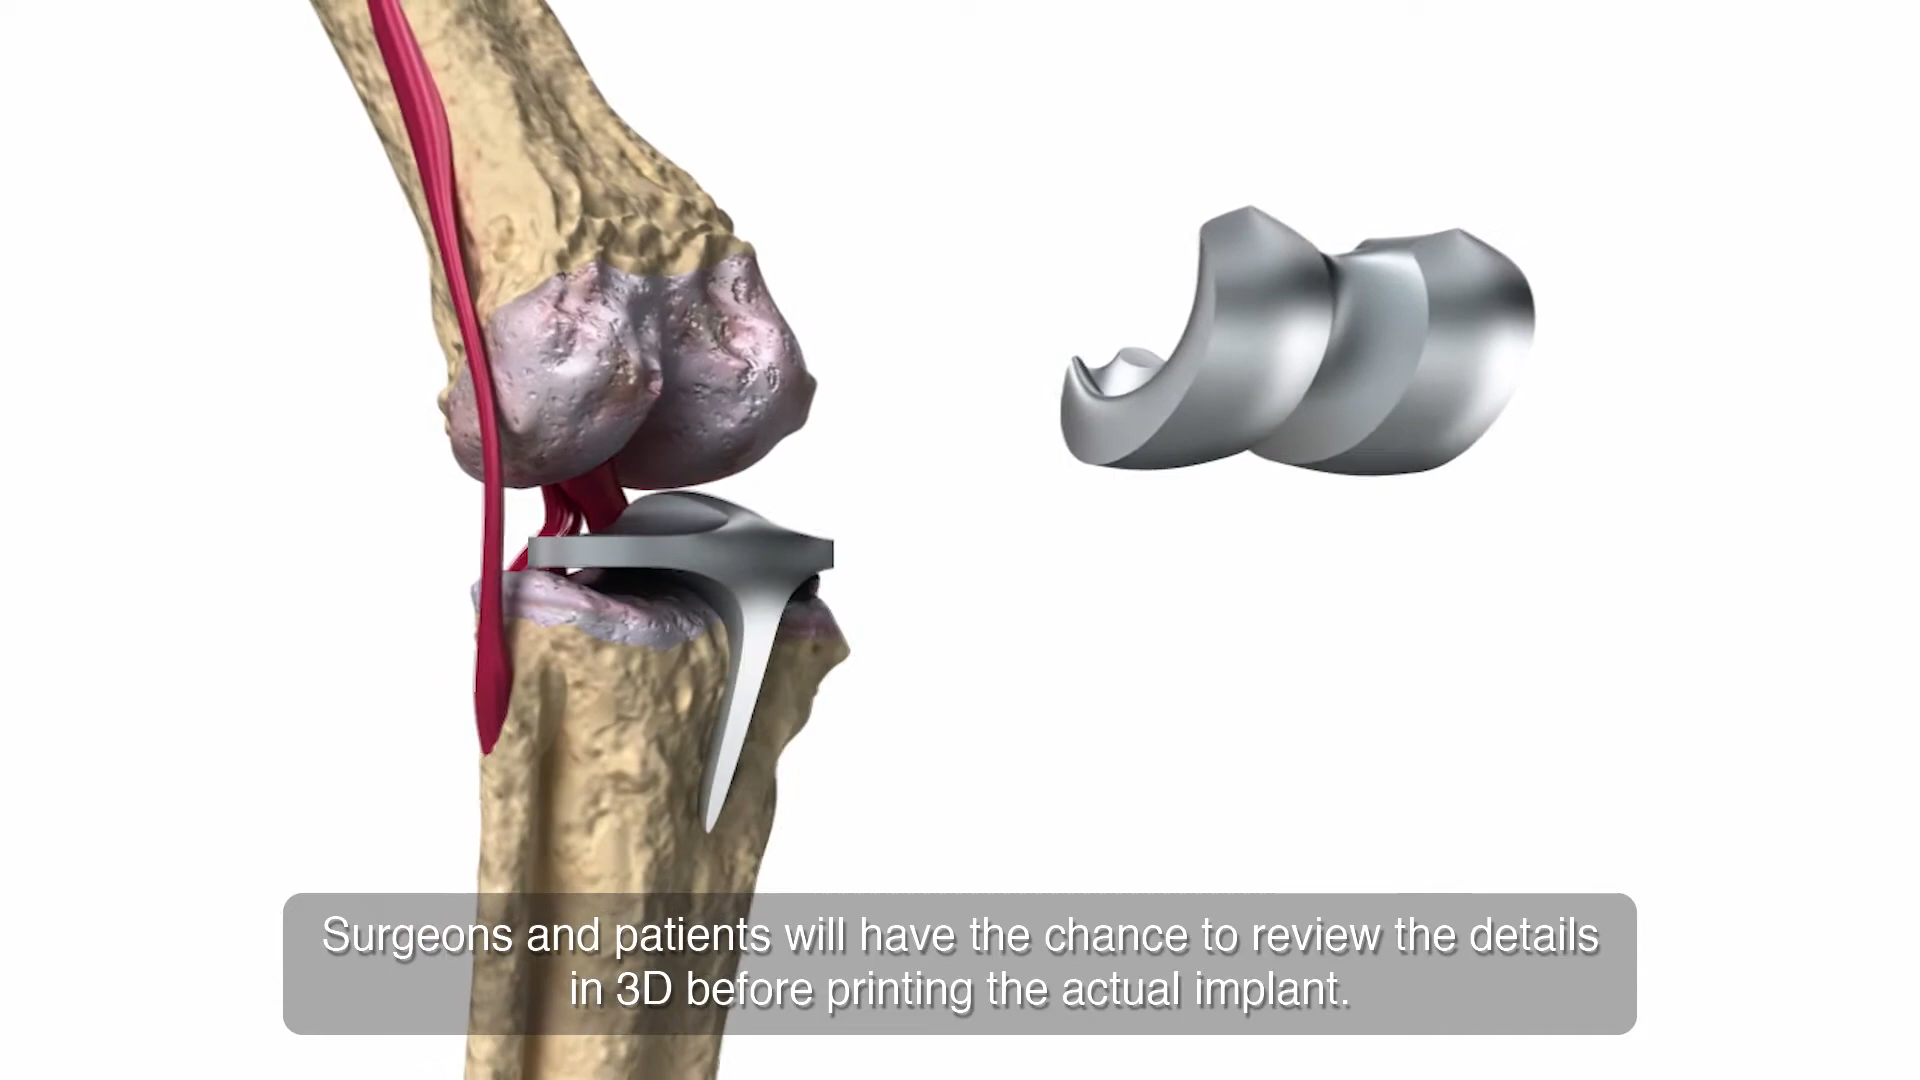 Surgeons and patients will have the chance to review the details
in 3D before printing the actual implant.